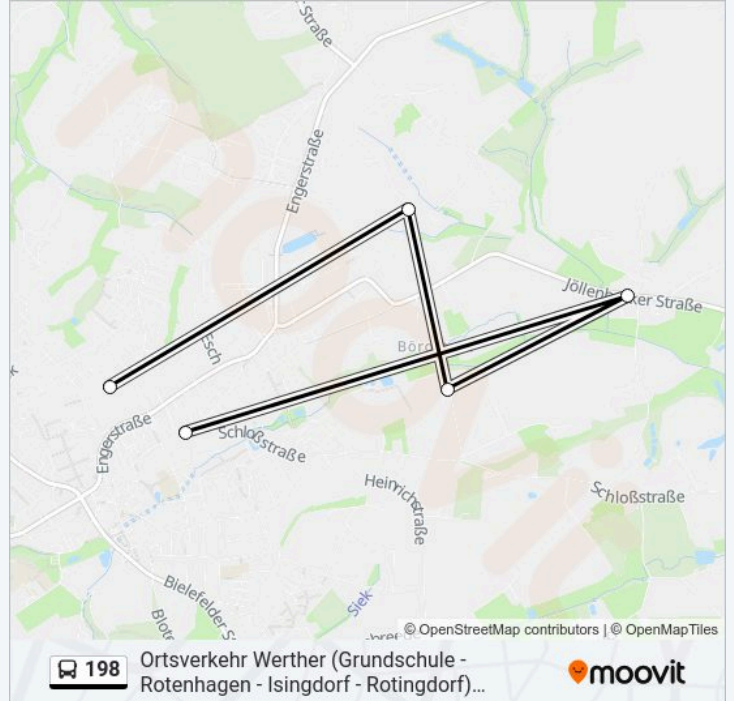 Straße
Engerstraße
Jöllenbecker Straße
Esch
Engerstraße
Schloßstraße
Heinrichstraße
Schloßstraße
Bielefelder S
Siek
© OpenStreetMap contributors | © OpenMapTiles
198
Ortsverkehr Werther (Grundschule -
Rotenhagen - Isingdorf - Rotingdorf)...
moovit